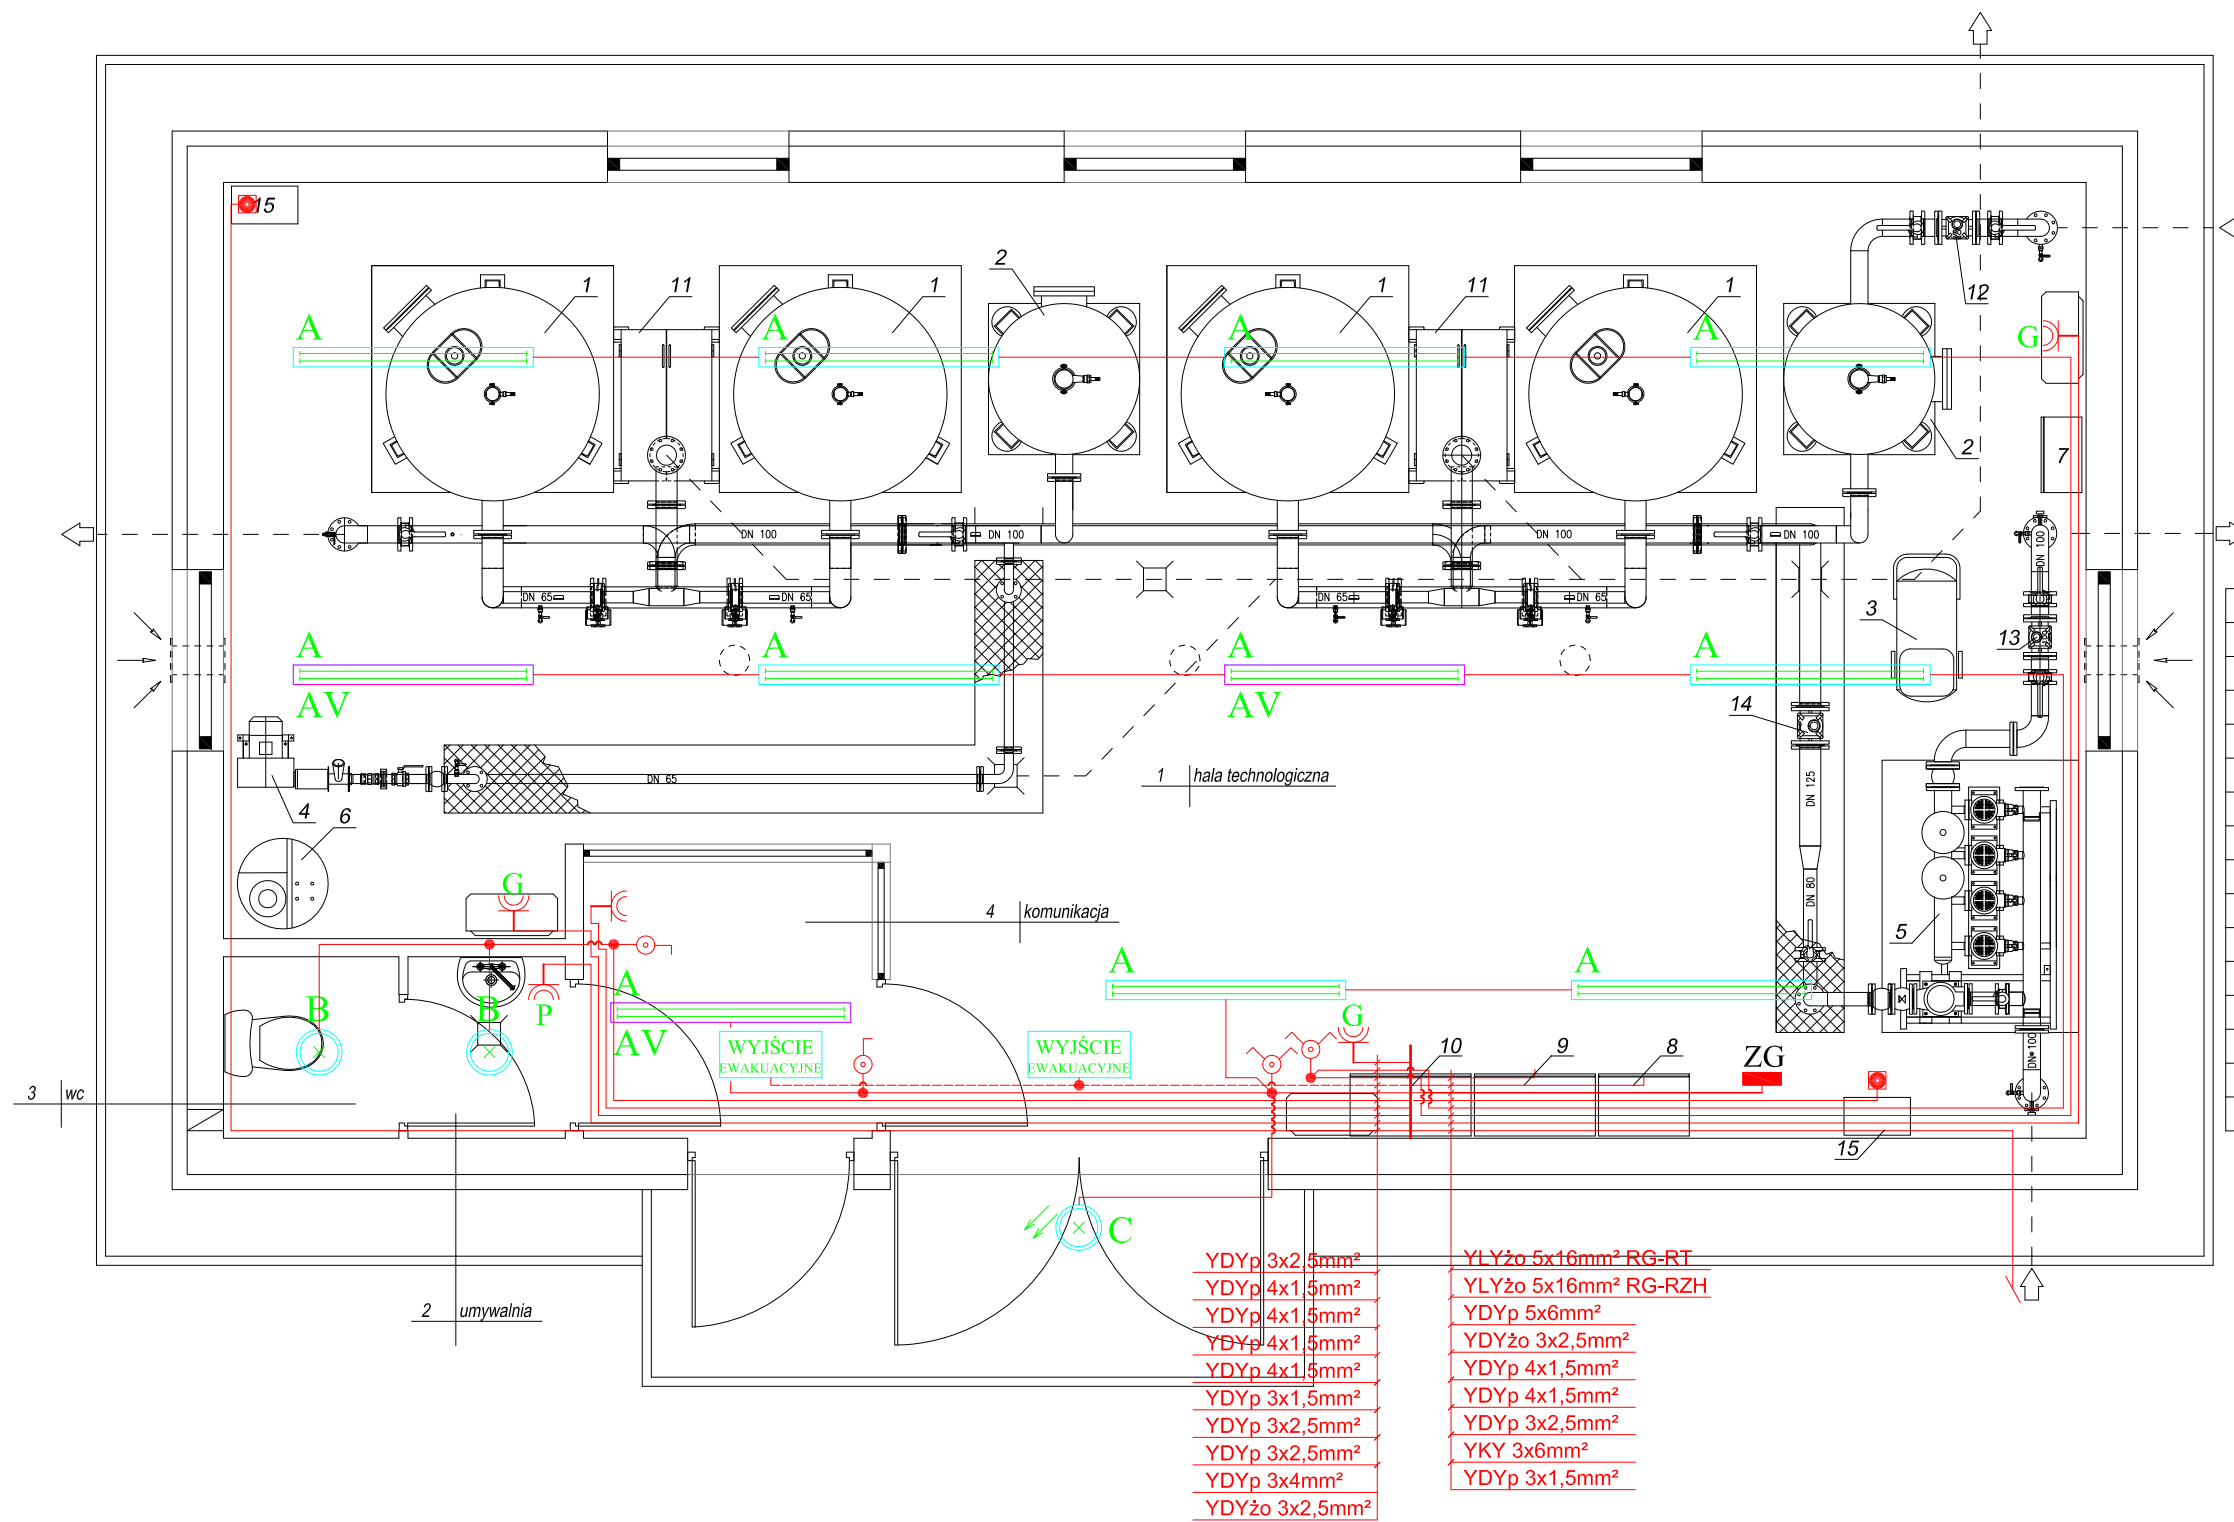 15
1
11
1
2
1
11
1
12
2
7
A
A
A
A
G
DN 100
DN 100
DN 100
DN 100
DN 100
DN 65
DN 65
DN 65
DN 65
3
13
14
A
A
A
A
AV
AV
4
6
DN 65
1 hala technologiczna
DN 125
DN 80
5
4 komunikacja
G
A
A
A
B
B
P
AV
G
WYJŚCIE
EWAKUACYJNE
WYJŚCIE
EWAKUACYJNE
10
9
8
ZG
DN 100
3 wc
15
C
2 umywalnia
YDYp 3x2,5mm²
YDYp 4x1,5mm²
YDYp 4x1,5mm²
YDYp 4x1,5mm²
YDYp 4x1,5mm²
YDYp 3x1,5mm²
YDYp 3x2,5mm²
YDYp 3x2,5mm²
YDYp 3x4mm²
YDYżo 3x2,5mm²
YLYżo 5x16mm² RG-RT
YLYżo 5x16mm² RG-RZH
YDYp 5x6mm²
YDYżo 3x2,5mm²
YDYp 4x1,5mm²
YDYp 4x1,5mm²
YDYp 3x2,5mm²
YKY 3x6mm²
YDYp 3x1,5mm²